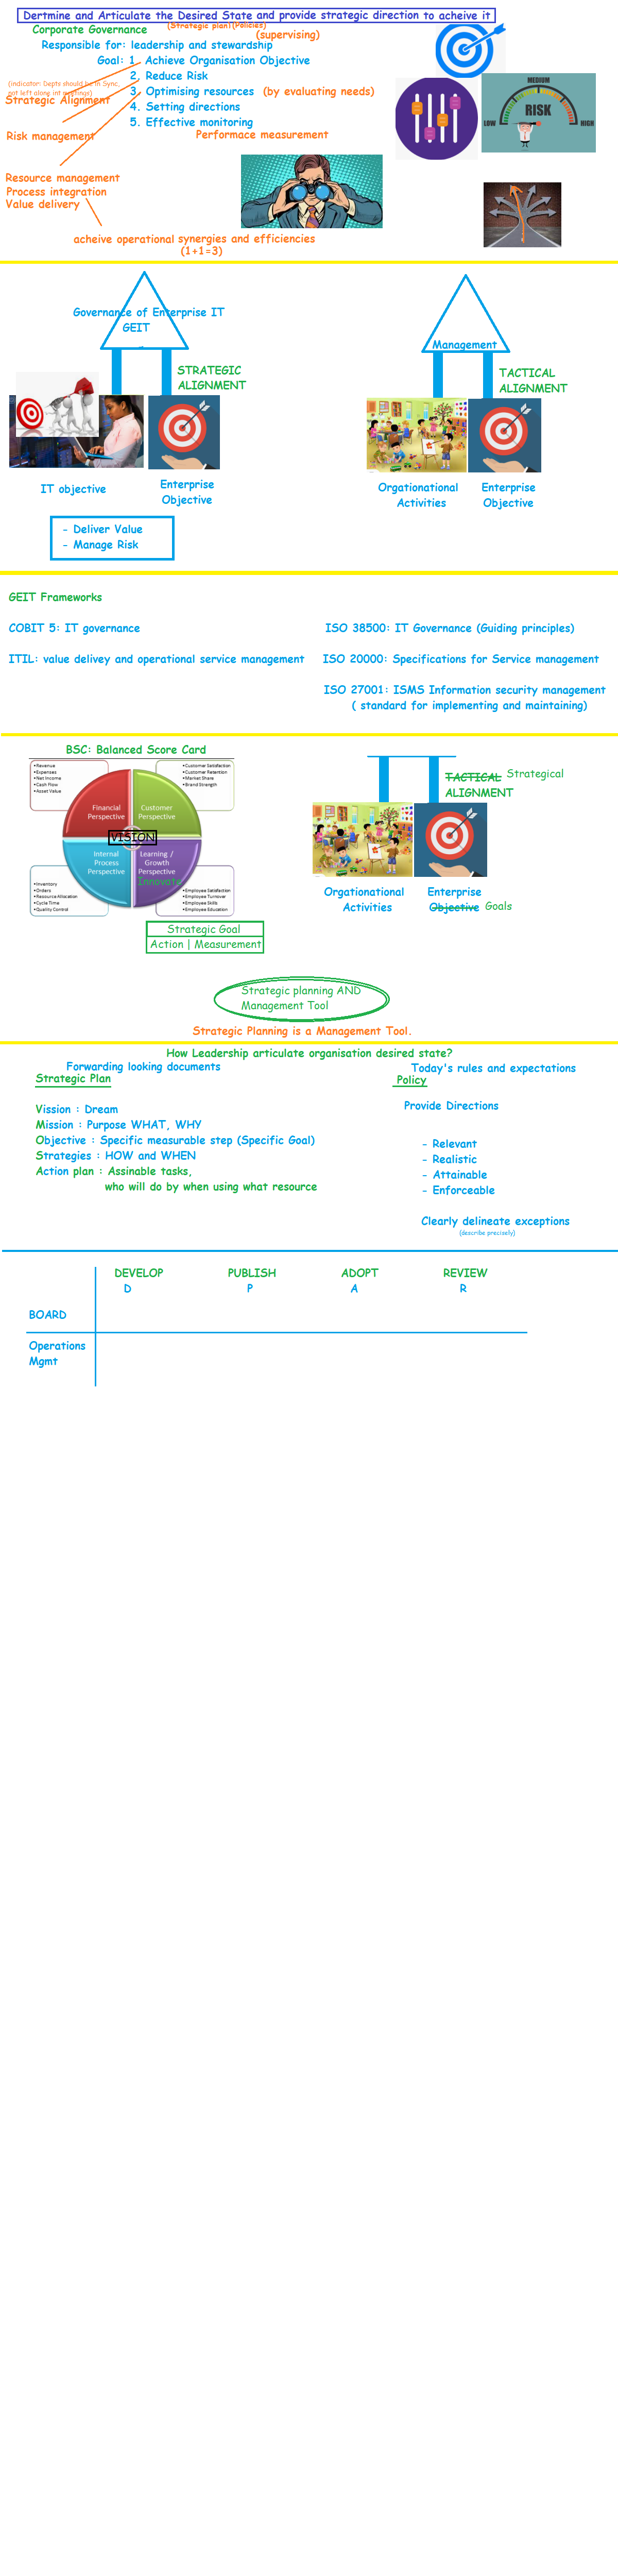 Dertmine and Articulate the Desired State and provide strategic direction to acheive it
(Strategic plan)(Policies)
Corporate Governance
(supervising)
Responsible for: leadership and stewardship
Goal: 1. Achieve Organisation Objective
2. Reduce Risk
3. Optimising resources (by evaluating needs)
4. Setting directions
5. Effective monitoring
Performace measurement
(indicator: Depts should be in Sync,
not left along int meetings)
Strategic Alignment
Risk management
Resource management
Process integration
Value delivery
acheive operational synergies and efficiencies
(1+1=3)
MEDIUM
RISK
LOW
HIGH
Governance of Enterprise IT
GEIT
STRATEGIC
ALIGNMENT
IT objective
Enterprise
Objective
- Deliver Value
- Manage Risk
Management
TACTICAL
ALIGNMENT
Orgationational
Activities
Enterprise
Objective
GEIT Frameworks
COBIT 5: IT governance
ISO 38500: IT Governance (Guiding principles)
ITIL: value delivey and operational service management
ISO 20000: Specifications for Service management
ISO 27001: ISMS Information security management
( standard for implementing and maintaining)
BSC: Balanced Score Card
•Revenue
•Expenses
•Net Income
•Cash Flow
•Asset Value
•Customer Satisfaction
•Customer Retention
•Market Share
•Brand Strength
Financial
Perspective
Customer
Perspective
VISION
Internal
Process
Perspective
Learning /
Growth
Perspective
Innovate
•Inventory
•Orders
•Resource Allocation
•Cycle Time
•Quality Control
•Employee Satisfaction
•Employee Turnover
•Employee Skills
•Employee Education
Strategic Goal
Action | Measurement
TACTICAL Strategical
ALIGNMENT
Orgationational
Activities
Enterprise
Objective Goals
Strategic planning AND
Management Tool
Strategic Planning is a Management Tool.
How Leadership articulate organisation desired state?
Forwarding looking documents
Strategic Plan
Vission : Dream
Mission : Purpose WHAT, WHY
Objective : Specific measurable step (Specific Goal)
Strategies : HOW and WHEN
Action plan : Assinable tasks,
who will do by when using what resource
Today's rules and expectations
Policy
Provide Directions
- Relevant
- Realistic
- Attainable
- Enforceable
Clearly delineate exceptions
(describe precisely)
DEVELOP PUBLISH ADOPT REVIEW
D P A R
BOARD
Operations
Mgmt